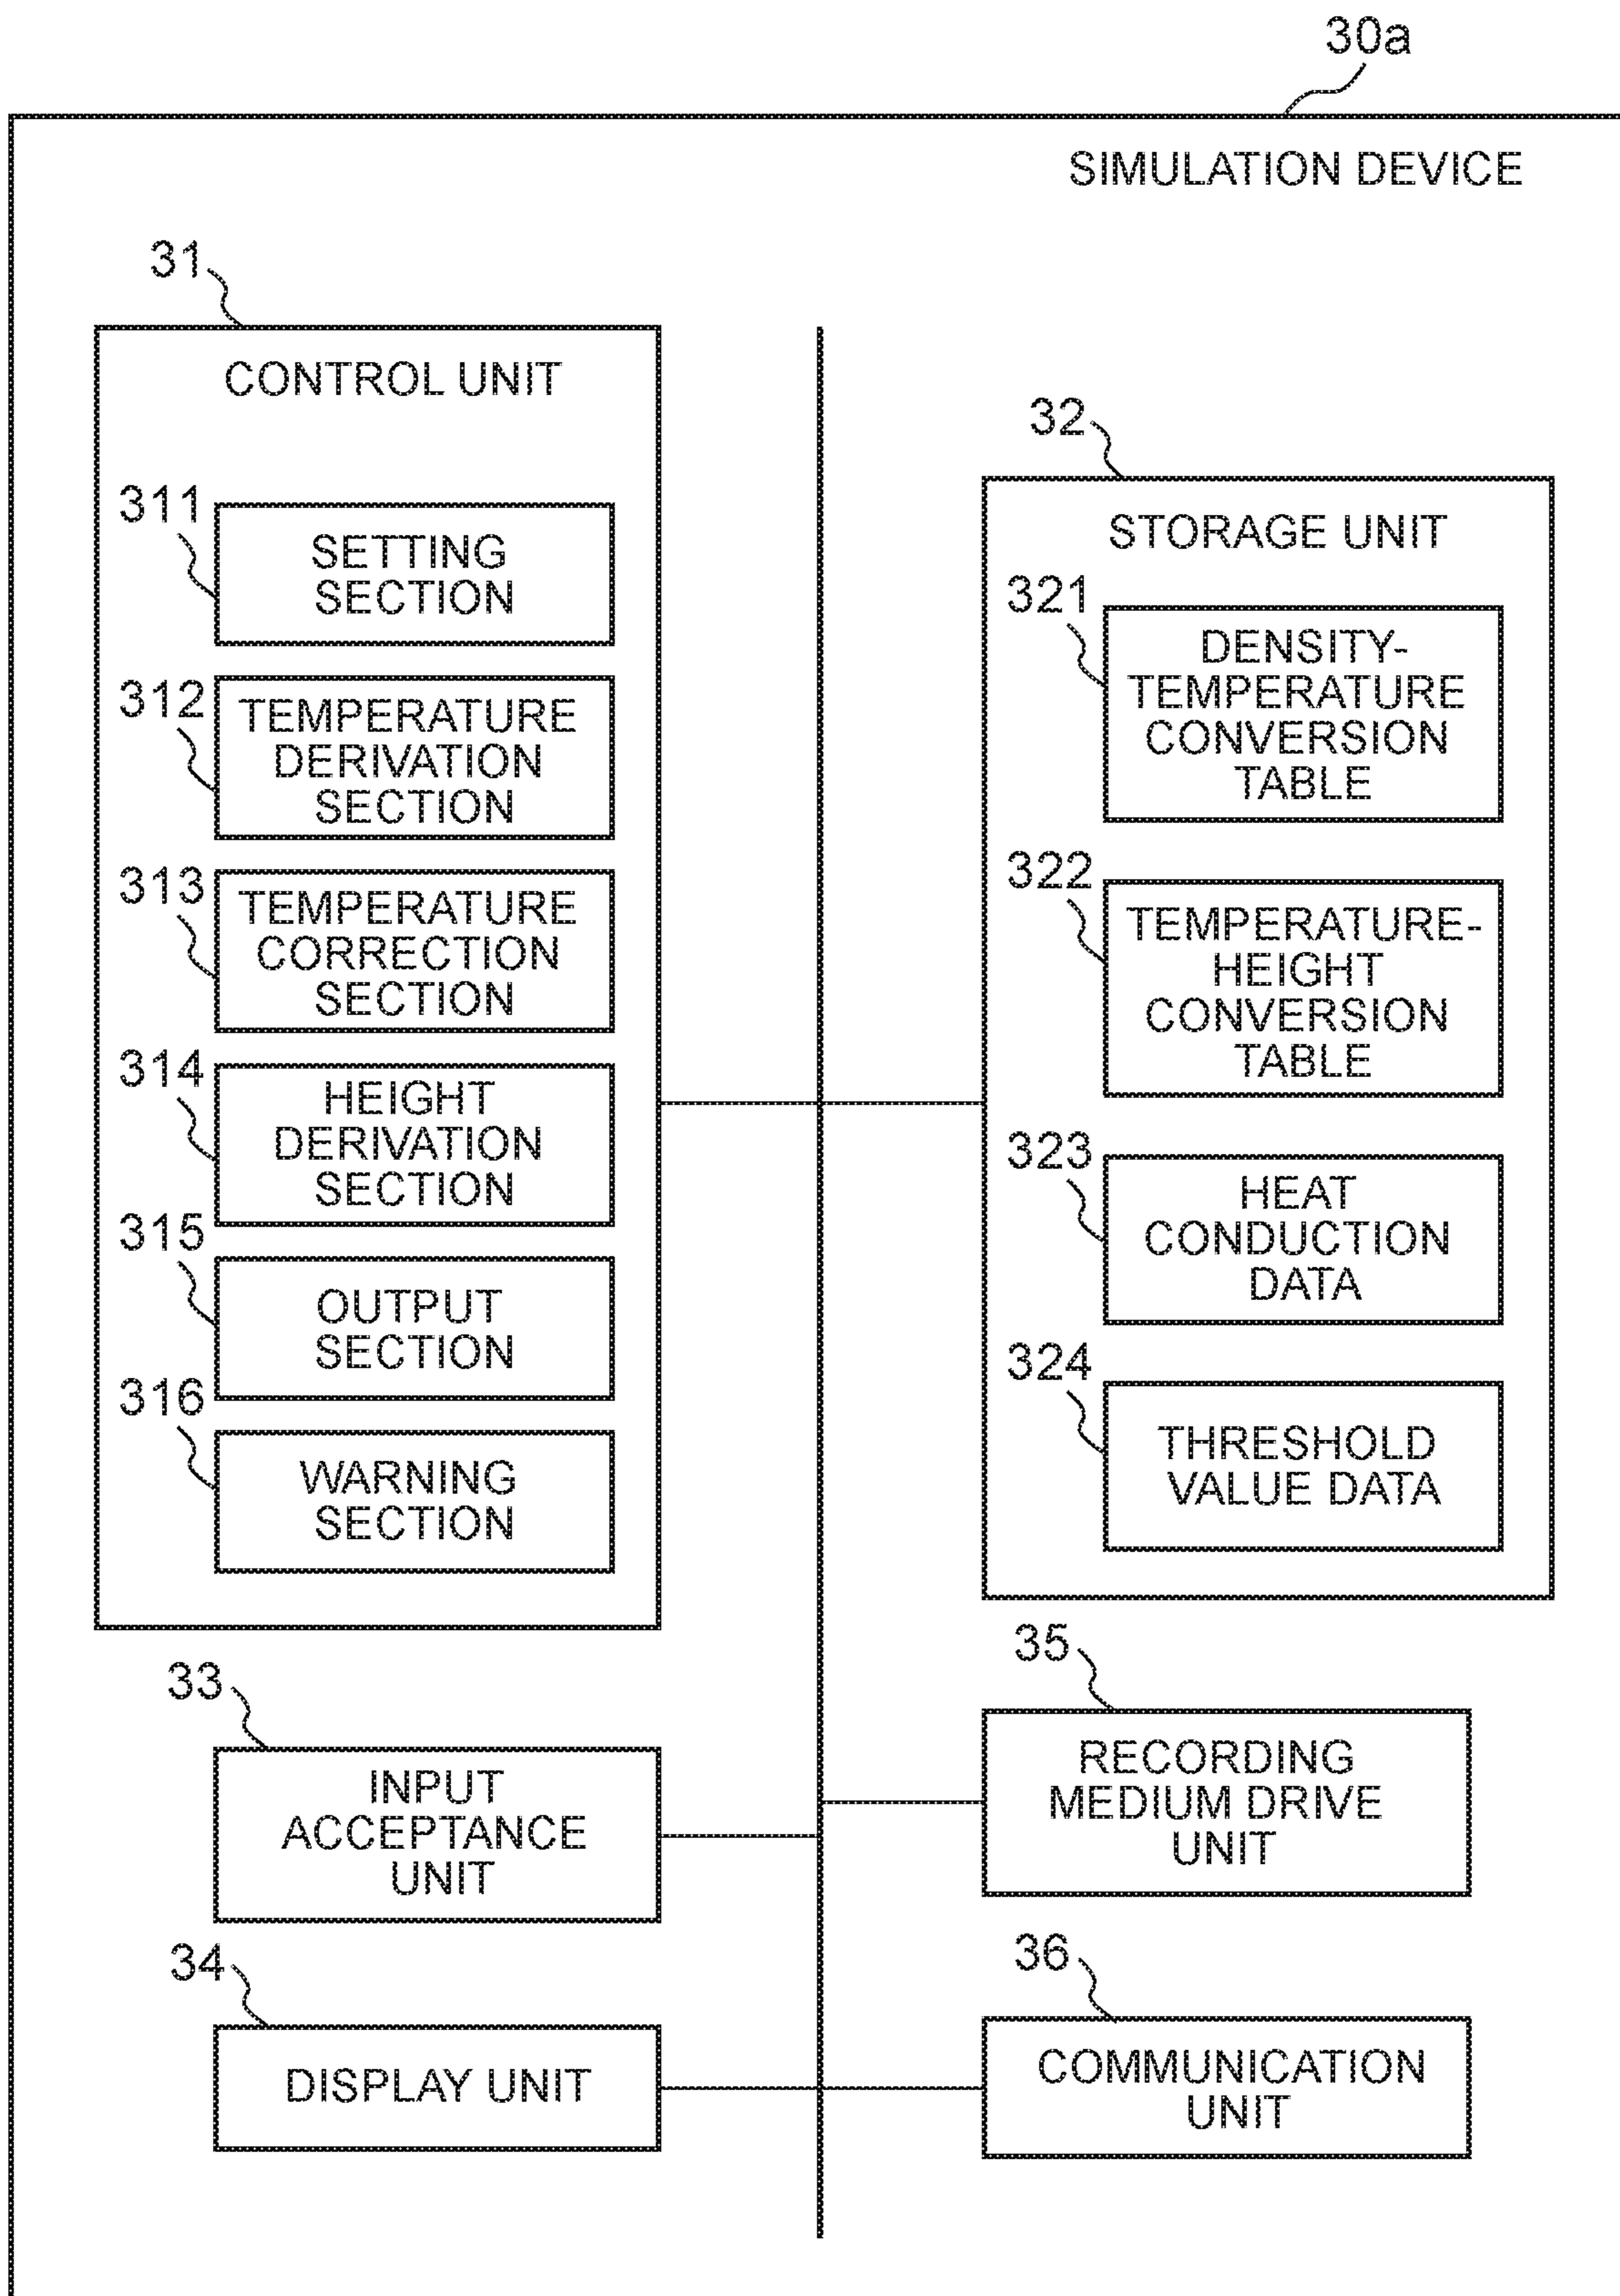 30a
SIMULATION DEVICE
31
CONTROL UNIT
311
SETTING
SECTION
312
TEMPERATURE
DERIVATION
SECTION
313
TEMPERATURE
CORRECTION
SECTION
314
HEIGHT
DERIVATION
SECTION
315
OUTPUT
SECTION
316
WARNING
SECTION
32
STORAGE UNIT
321
DENSITY-
TEMPERATURE
CONVERSION
TABLE
322
TEMPERATURE-
HEIGHT
CONVERSION
TABLE
323
HEAT
CONDUCTION
DATA
324
THRESHOLD
VALUE DATA
33
INPUT
ACCEPTANCE
UNIT
34
DISPLAY UNIT
35
RECORDING
MEDIUM DRIVE
UNIT
36
COMMUNICATION
UNIT